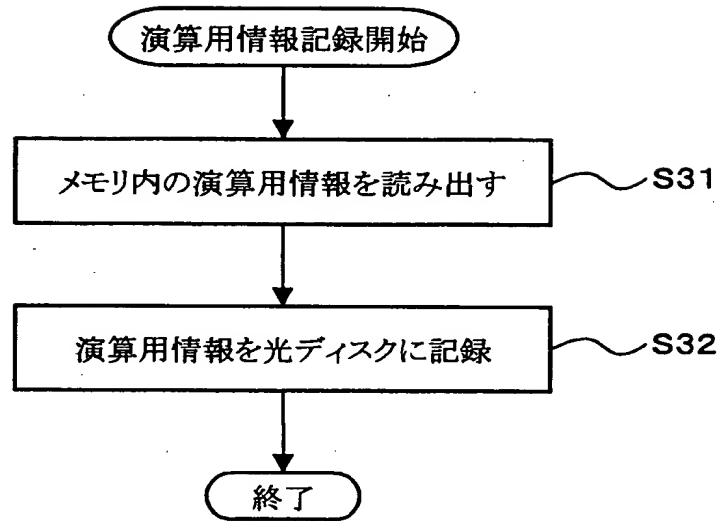 演算用情報記録開始
メモリ内の演算用情報を読み出す
S31
演算用情報を光ディスクに記録
S32
終了